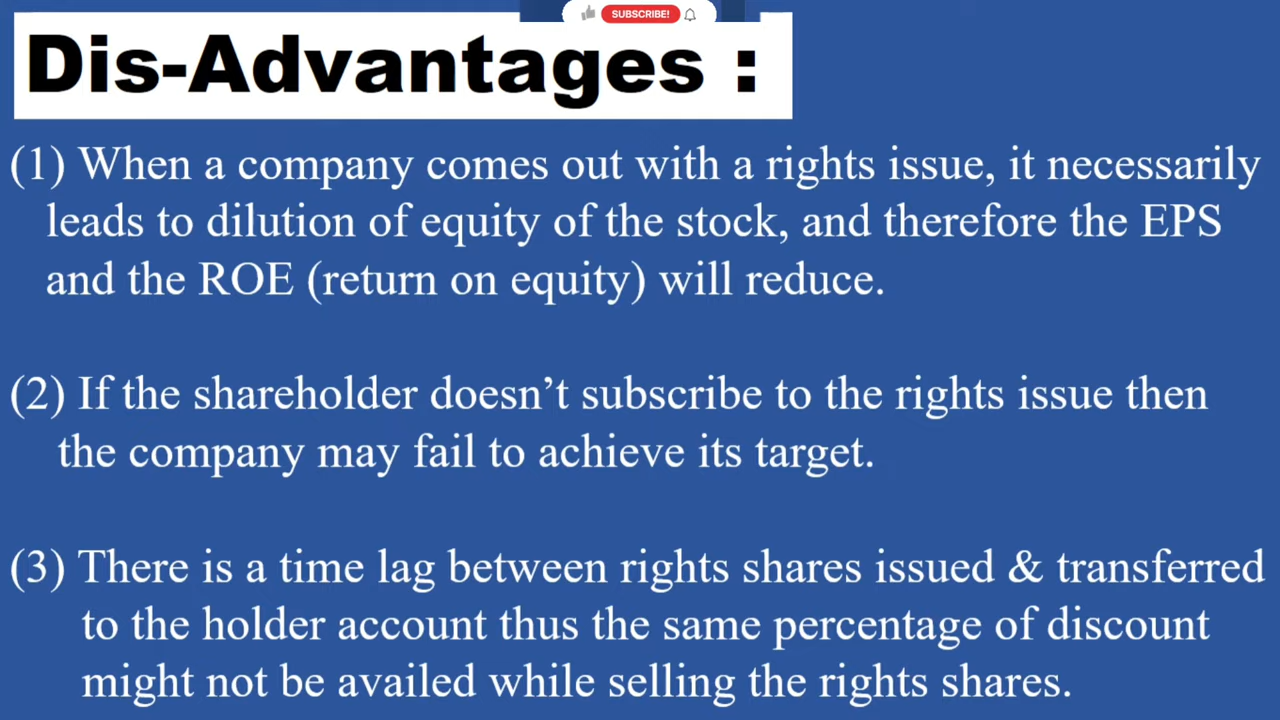 SUBSCRIBE!
Dis-Advantages :
(1) When a company comes out with a rights issue, it necessarily
leads to dilution of equity of the stock, and therefore the EPS
and the ROE (return on equity) will reduce.
(2) If the shareholder doesn’t subscribe to the rights issue then
the company may fail to achieve its target.
(3) There is a time lag between rights shares issued & transferred
to the holder account thus the same percentage of discount
might not be availed while selling the rights shares.